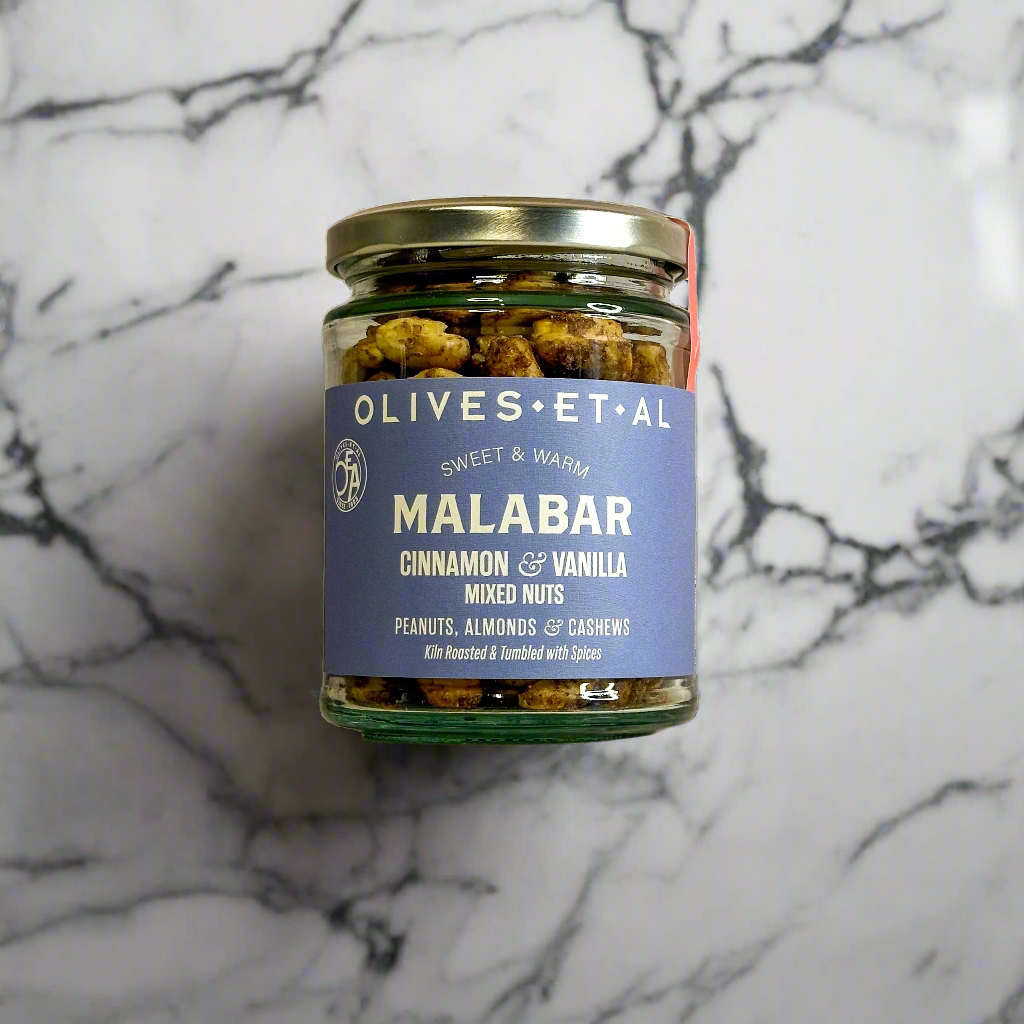 OLIVES·ET·AL
SWEET & WARM
MALABAR
CINNAMON & VANILLA
MIXED NUTS
PEANUTS, ALMONDS & CASHEWS
Kiln Roasted & Tumbled with Spices